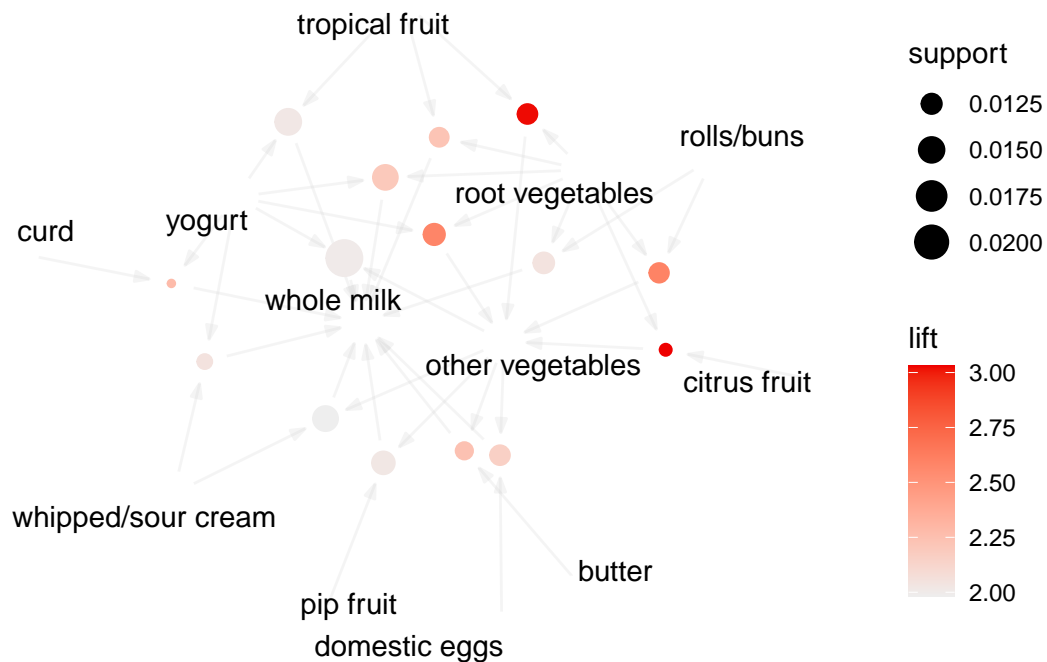 tropical fruit
rolls/buns
root vegetables
yogurt
curd
whole milk
other vegetables
citrus fruit
whipped/sour cream
butter
pip fruit
domestic eggs
support
0.0125
0.0150
0.0175
0.0200
lift
3.00
2.75
2.50
2.25
2.00